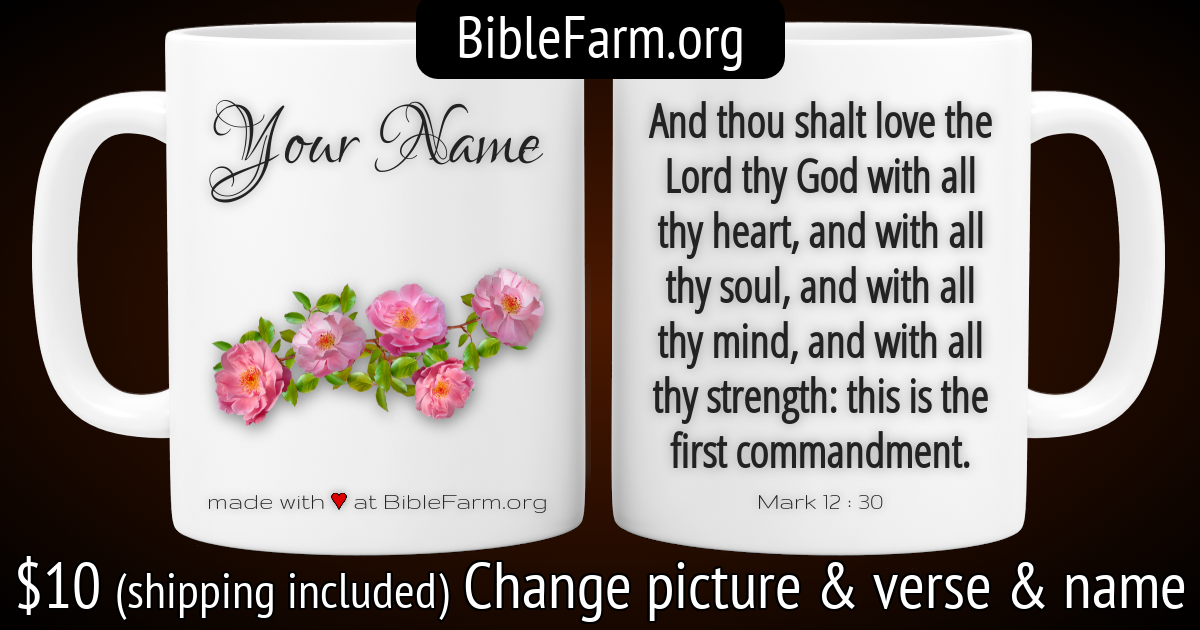 BibleFarm.org
Your Name
made with ♥ at BibleFarm.org
And thou shalt love the
Lord thy God with all
thy heart, and with all
thy soul, and with all
thy mind, and with all
thy strength: this is the
first commandment.
Mark 12 : 30
$10 (shipping included) Change picture & verse & name